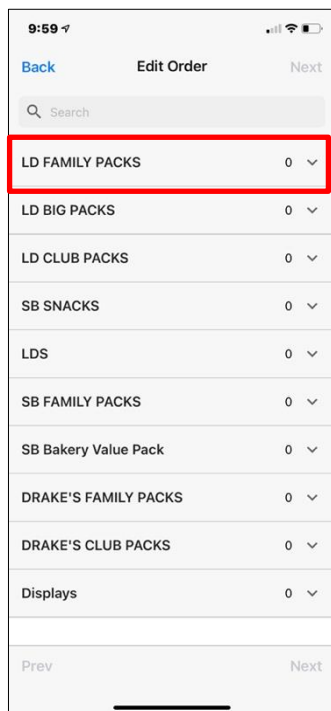 9:59
Back Edit Order Next
Search
LD FAMILY PACKS 0
LD BIG PACKS 0
LD CLUB PACKS 0
SB SNACKS 0
LDS 0
SB FAMILY PACKS 0
SB Bakery Value Pack 0
DRAKE'S FAMILY PACKS 0
DRAKE'S CLUB PACKS 0
Displays 0
Prev Next